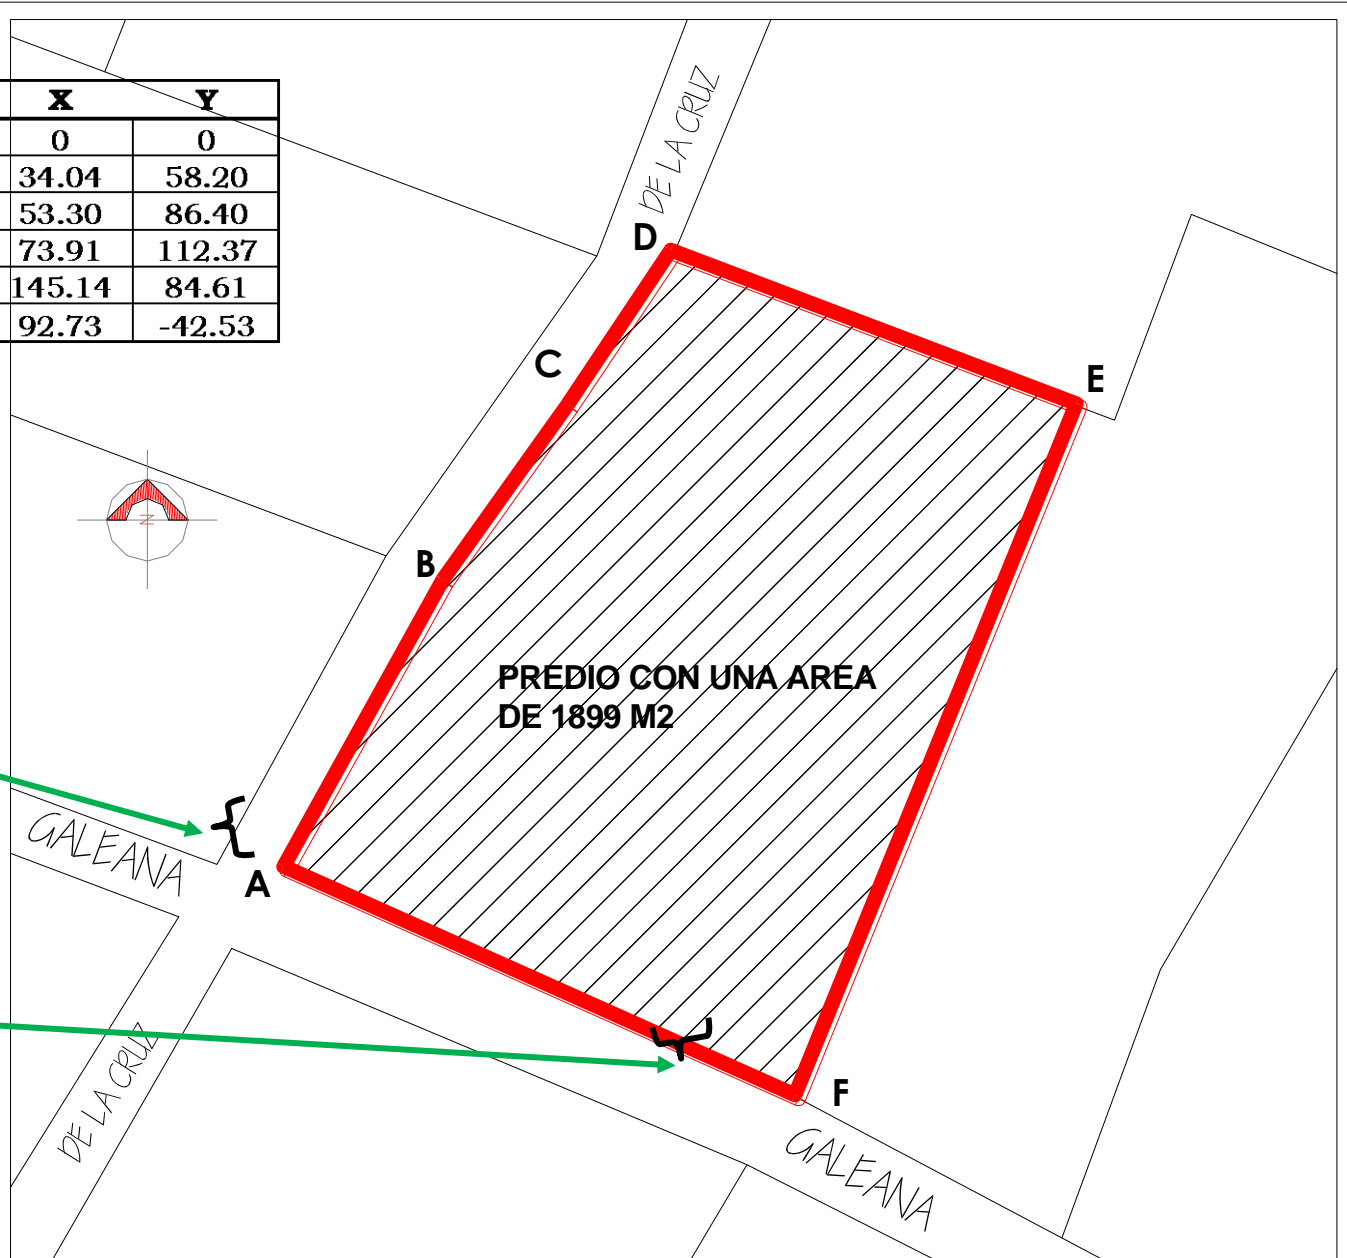 X Y
0 0
34.04 58.20
53.30 86.40
73.91 112.37
145.14 84.61
92.73 -42.53
DE LA CRUZ
D
C
E
B
N
PREDIO CON UNA AREA
DE 1899 M2
GALEANA
A
F
DE LA CRUZ
GALEANA